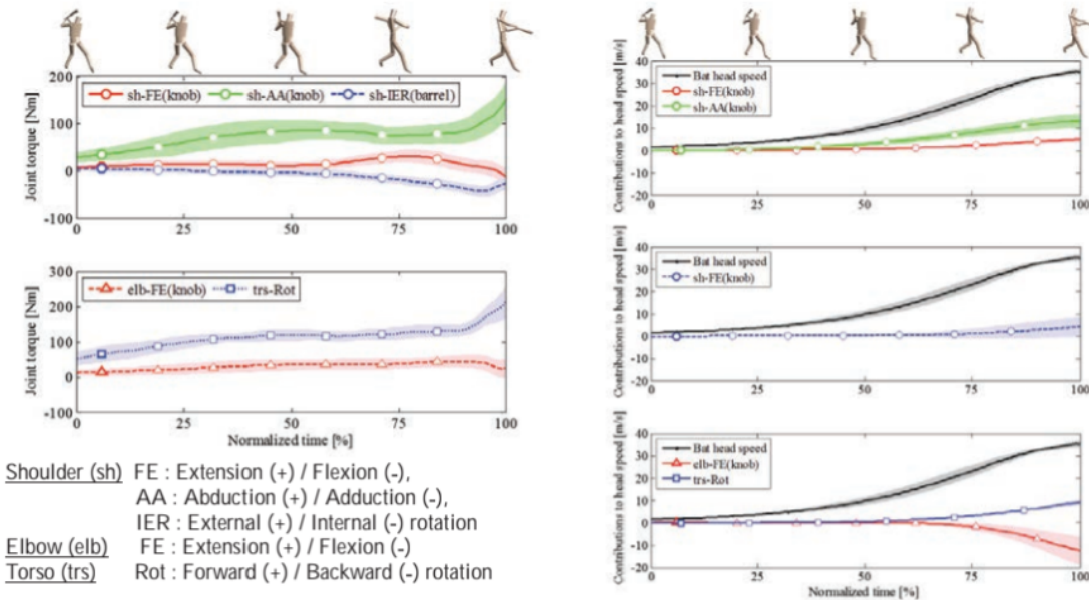 200
100
0
-100
Joint torque [Nm]
sh-FE(knob) sh-AA(knob) sh-IER(barrel)
0 25 50 75 100
300
200
100
0
-100
Joint torque [Nm]
elb-FE(knob) trs-Rot
0 25 50 75 100
Normalized time [%]
Shoulder (sh) FE : Extension (+) / Flexion (-),
AA : Abduction (+) / Adduction (-),
IER : External (+) / Internal (-) rotation
Elbow (elb) FE : Extension (+) / Flexion (-)
Torso (trs) Rot : Forward (+) / Backward (-) rotation
Contributions to head speed [m/s]
40
30
20
10
0
-10
-20
Bat head speed
sh-FE(knob)
sh-AA(knob)
0 25 50 75 100
Contributions to head speed [m/s]
40
30
20
10
0
-10
-20
Bat head speed
sh-FE(knob)
0 25 50 75 100
Contributions to head speed [m/s]
40
30
20
10
0
-10
-20
Bat head speed
elb-FE(knob)
trs-Rot
0 25 50 75 100
Normalized time [%]